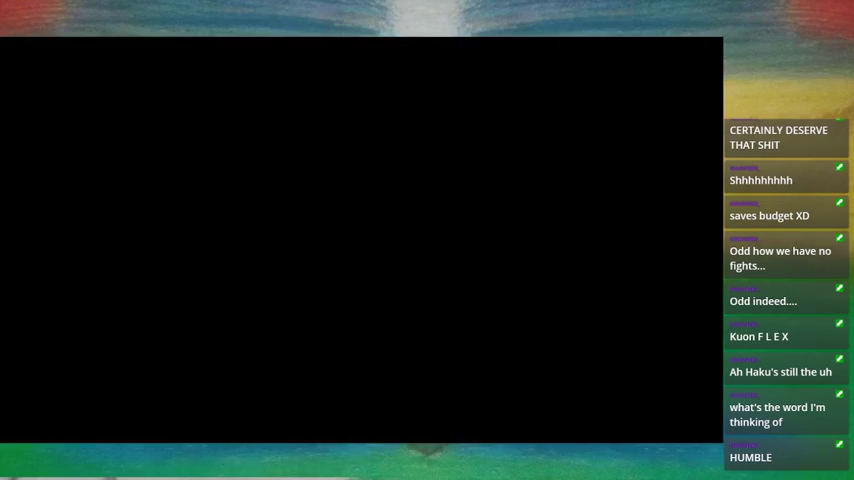 CERTAINLY DESERVE
THAT SHIT
Shhhhhhhhh
saves budget XD
Odd how we have no
fights...
Odd indeed....
Kuon F L E X
Ah Haku's still the uh
what's the word I'm
thinking of
HUMBLE